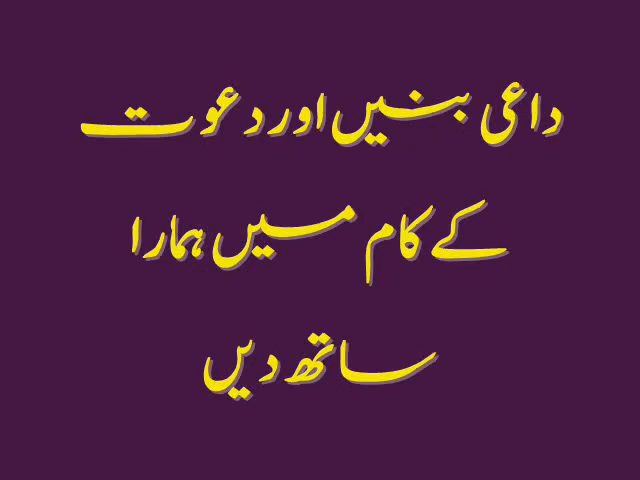 داعی بنیں اور دعوت
کے کام میں ہمارا
ساتھ دیں